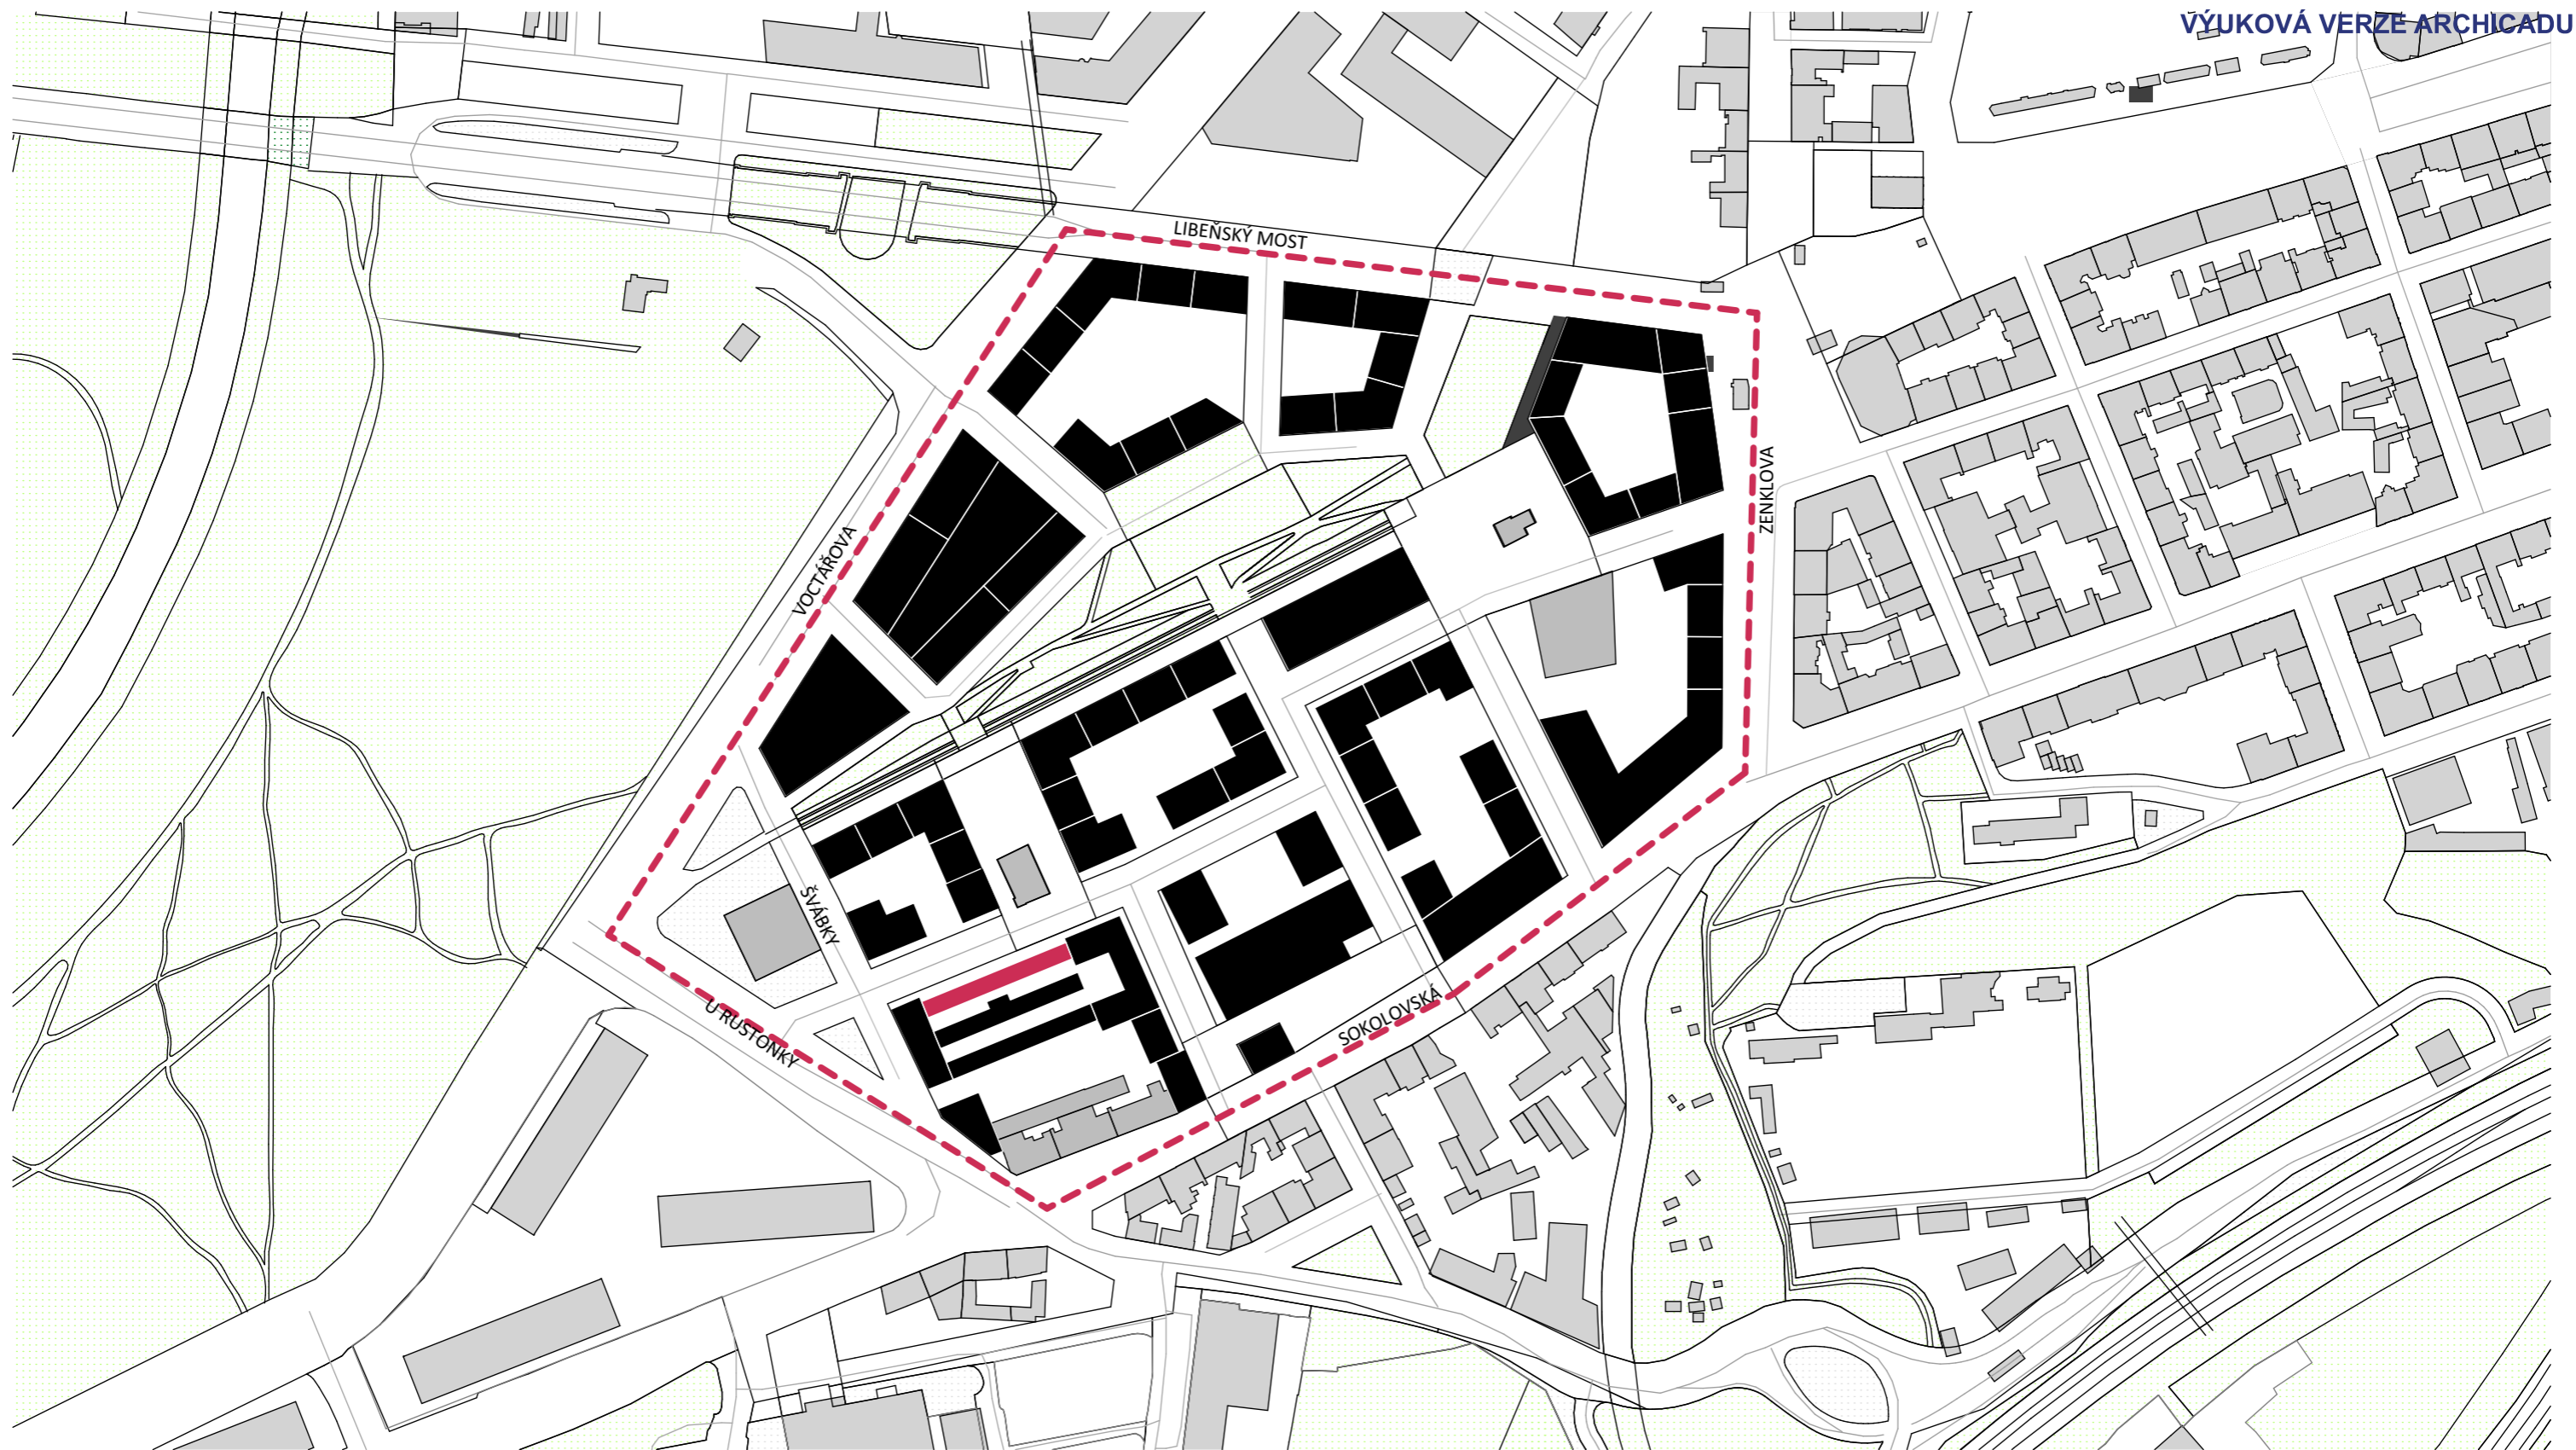 VÝUKOVÁ VERZE ARCHICADU
LIBEŇSKÝ MOST
ZENKLOVA
VOCTÁŘOVA
ŠVÁBKY
U RUSTONKY
SOKOLOVSKÁ